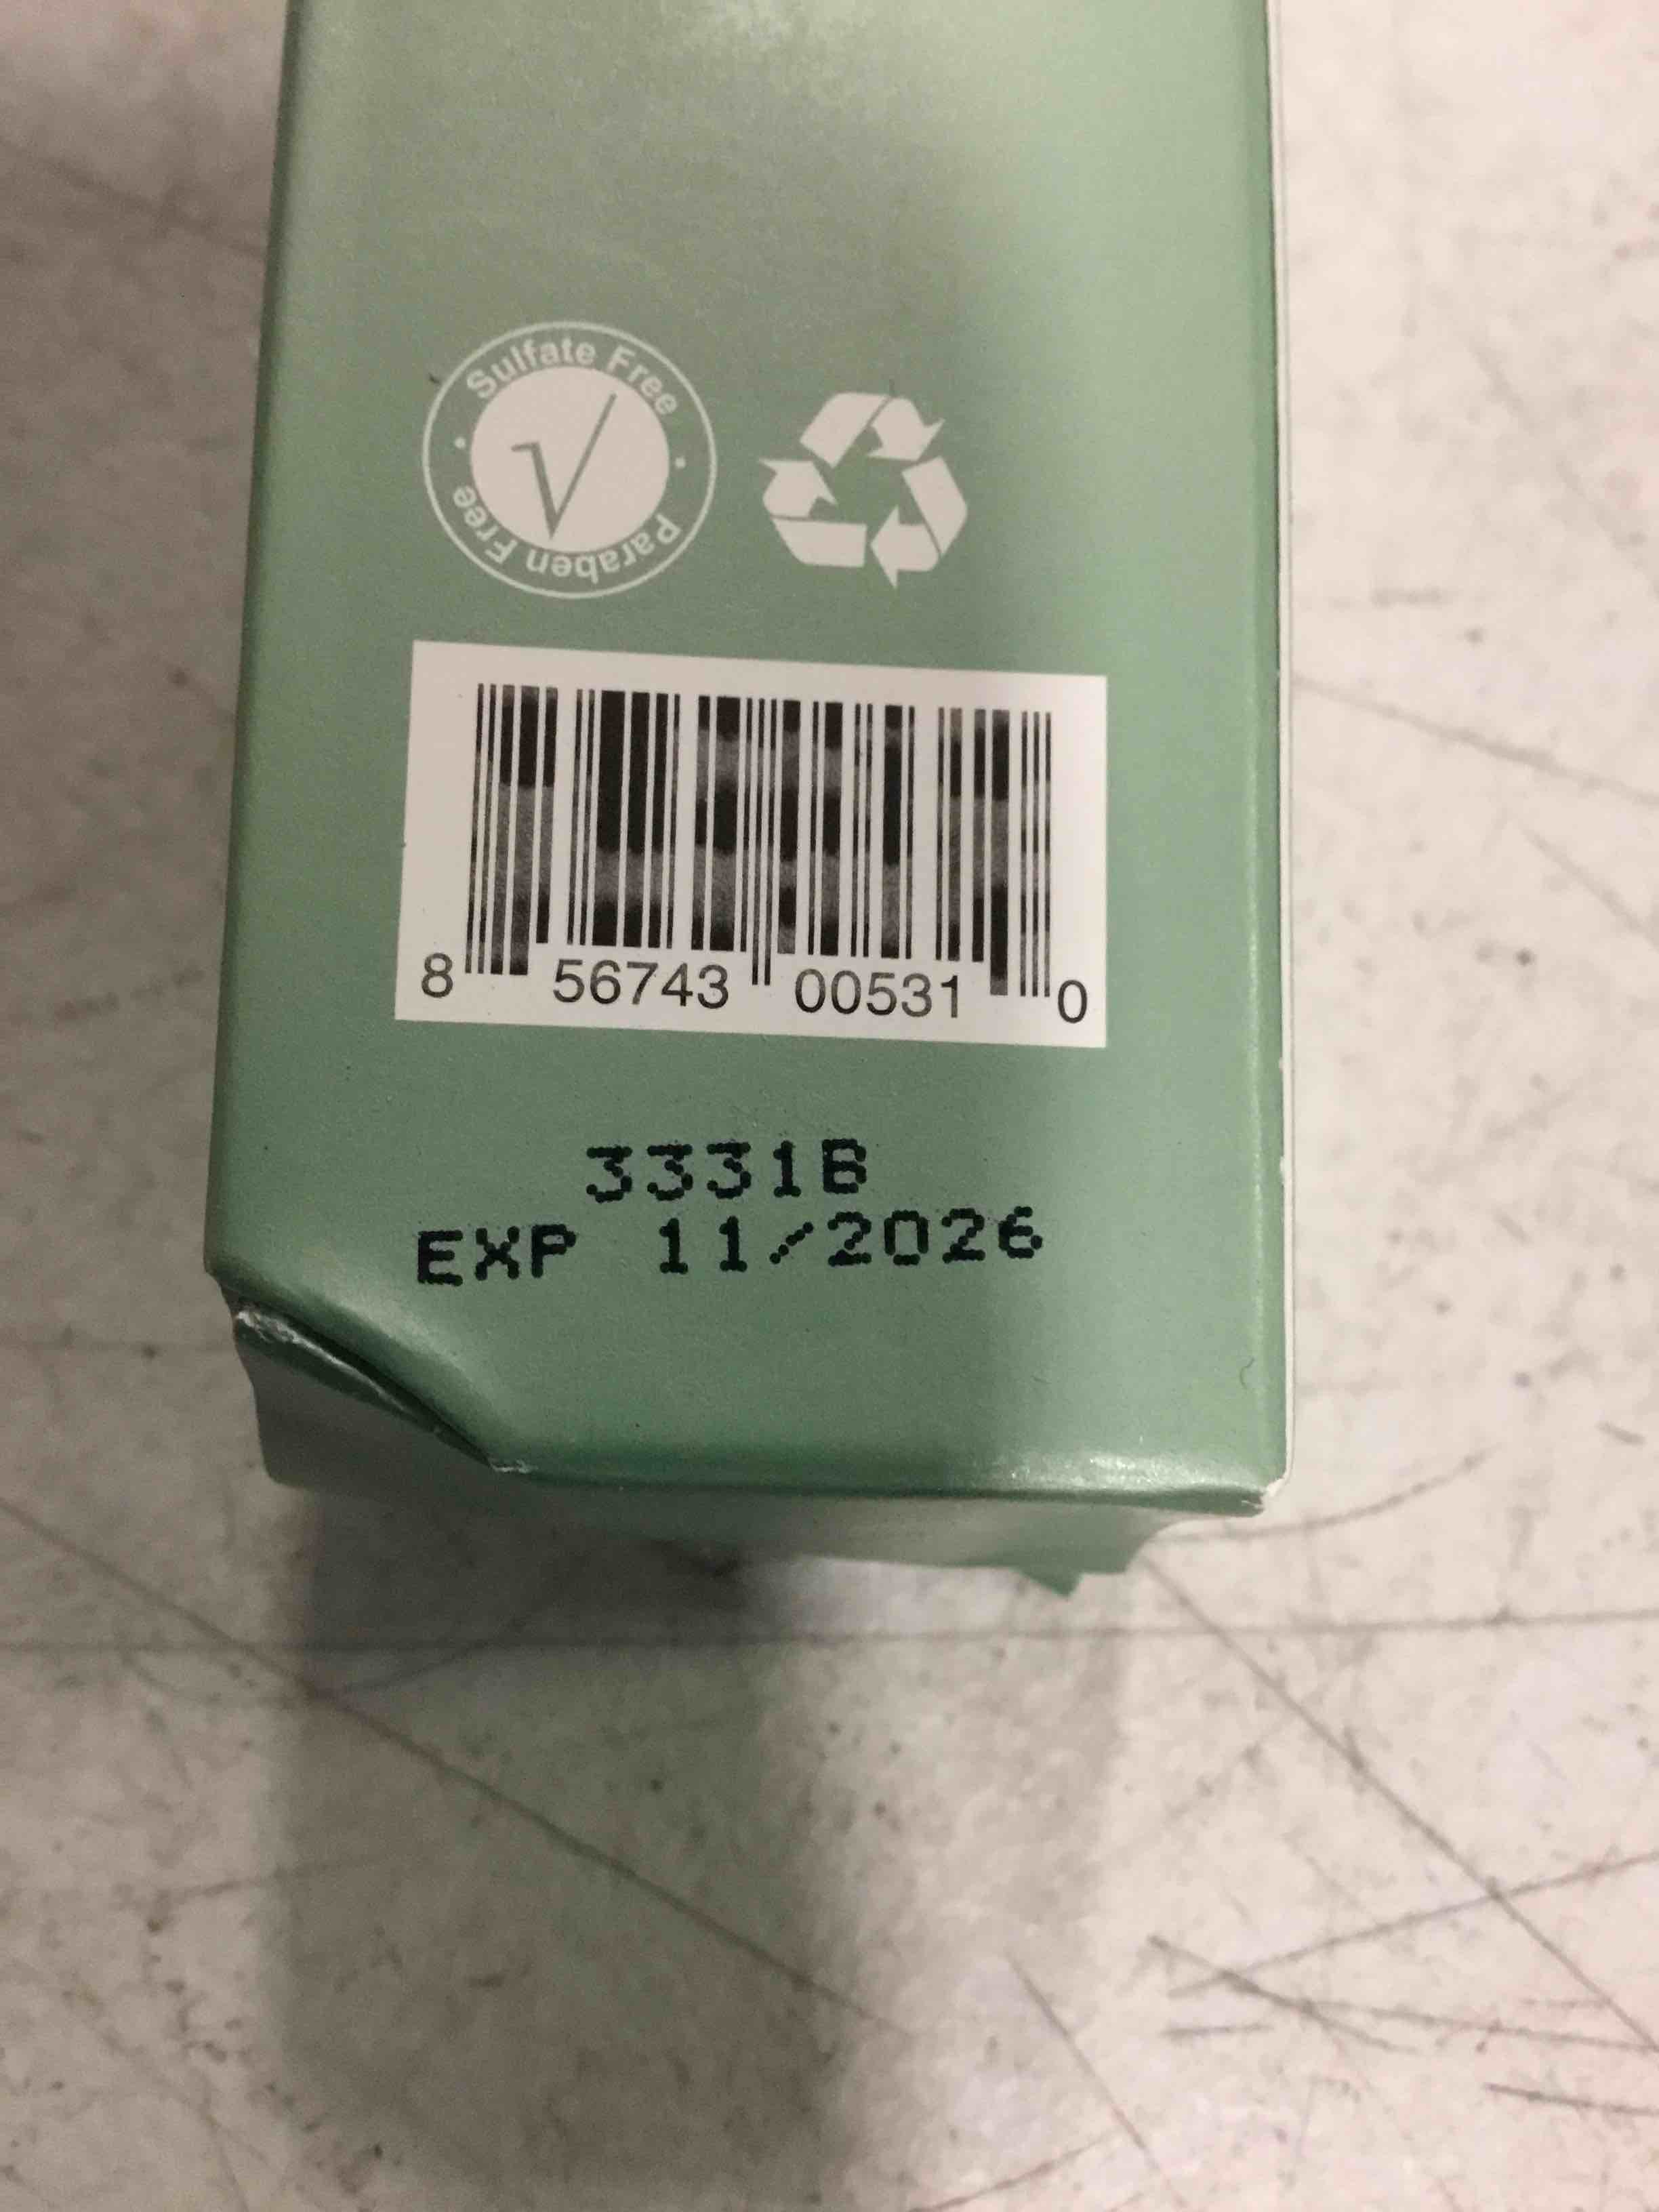 Sulfate Free
Paraben Free
8 56743 00531 0
3331B
EXP 11/2026